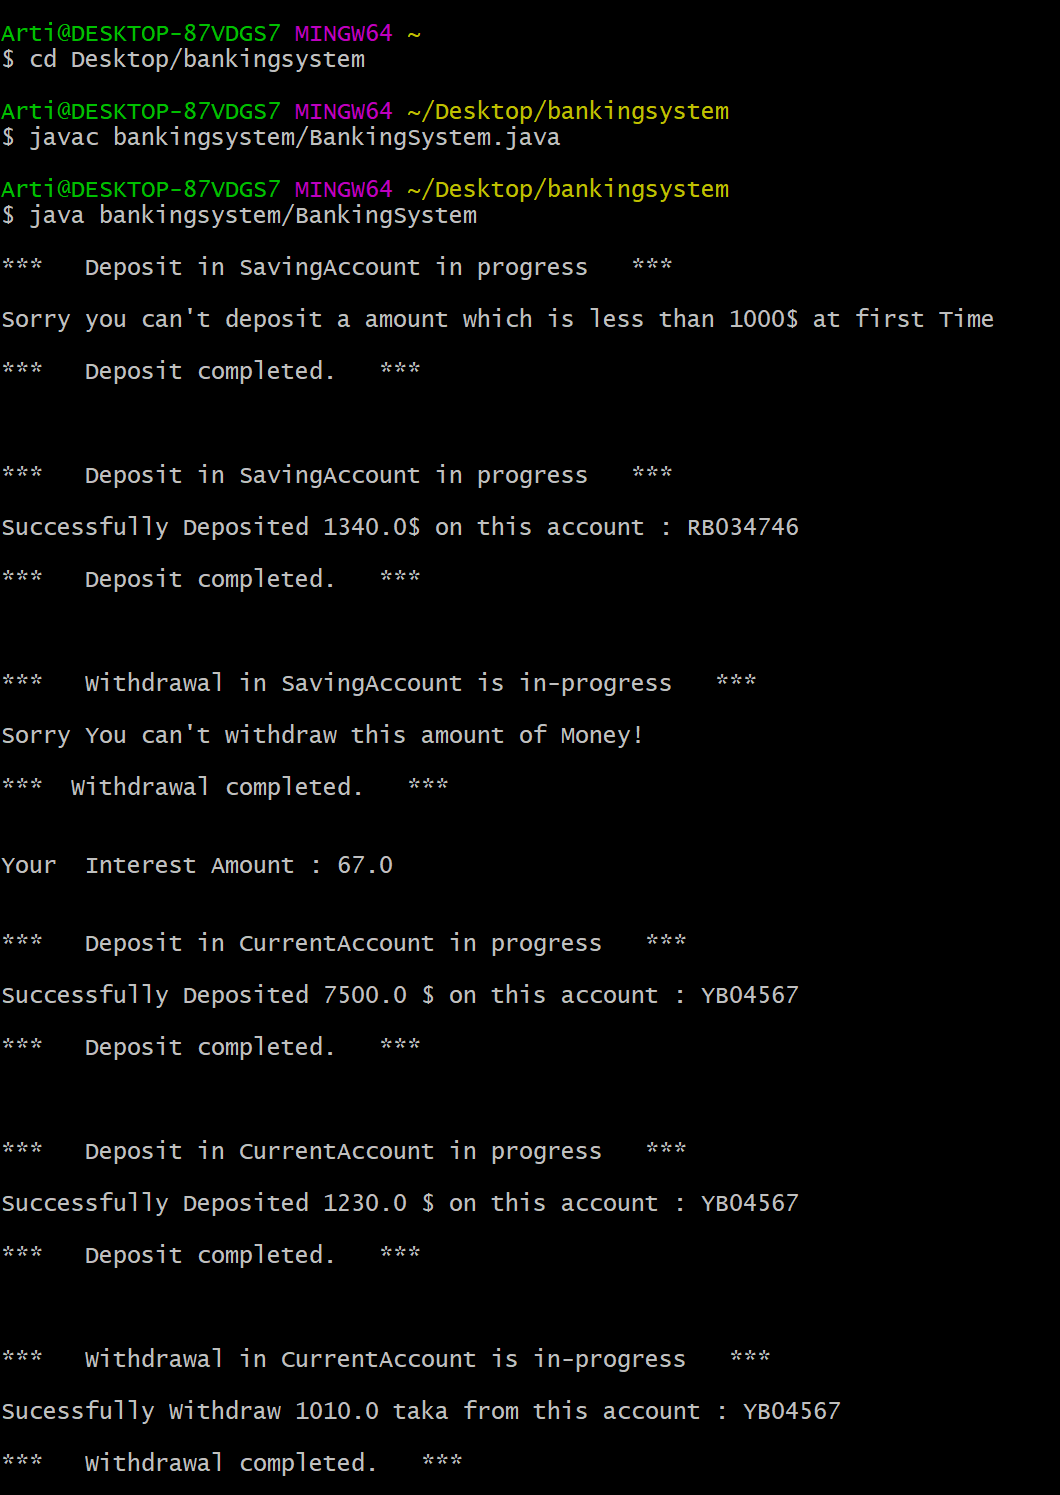 Arti@DESKTOP-87VDGS7 MINGW64 ~
$ cd Desktop/bankingsystem
Arti@DESKTOP-87VDGS7 MINGW64 ~/Desktop/bankingsystem
$ javac bankingsystem/BankingSystem.java
Arti@DESKTOP-87VDGS7 MINGW64 ~/Desktop/bankingsystem
$ java bankingsystem/BankingSystem
***   Deposit in SavingAccount in progress   ***
Sorry you can't deposit a amount which is less than 1000$ at first Time
***   Deposit completed.   ***
***   Deposit in SavingAccount in progress   ***
Successfully Deposited 1340.0$ on this account : RB034746
***   Deposit completed.   ***
***   Withdrawal in SavingAccount is in-progress   ***
Sorry You can't withdraw this amount of Money!
***  Withdrawal completed.   ***
Your  Interest Amount : 67.0
***   Deposit in CurrentAccount in progress   ***
Successfully Deposited 7500.0 $ on this account : YB04567
***   Deposit completed.   ***
***   Deposit in CurrentAccount in progress   ***
Successfully Deposited 1230.0 $ on this account : YB04567
***   Deposit completed.   ***
***   Withdrawal in CurrentAccount is in-progress   ***
Sucessfully Withdraw 1010.0 taka from this account : YB04567
***   Withdrawal completed.   ***